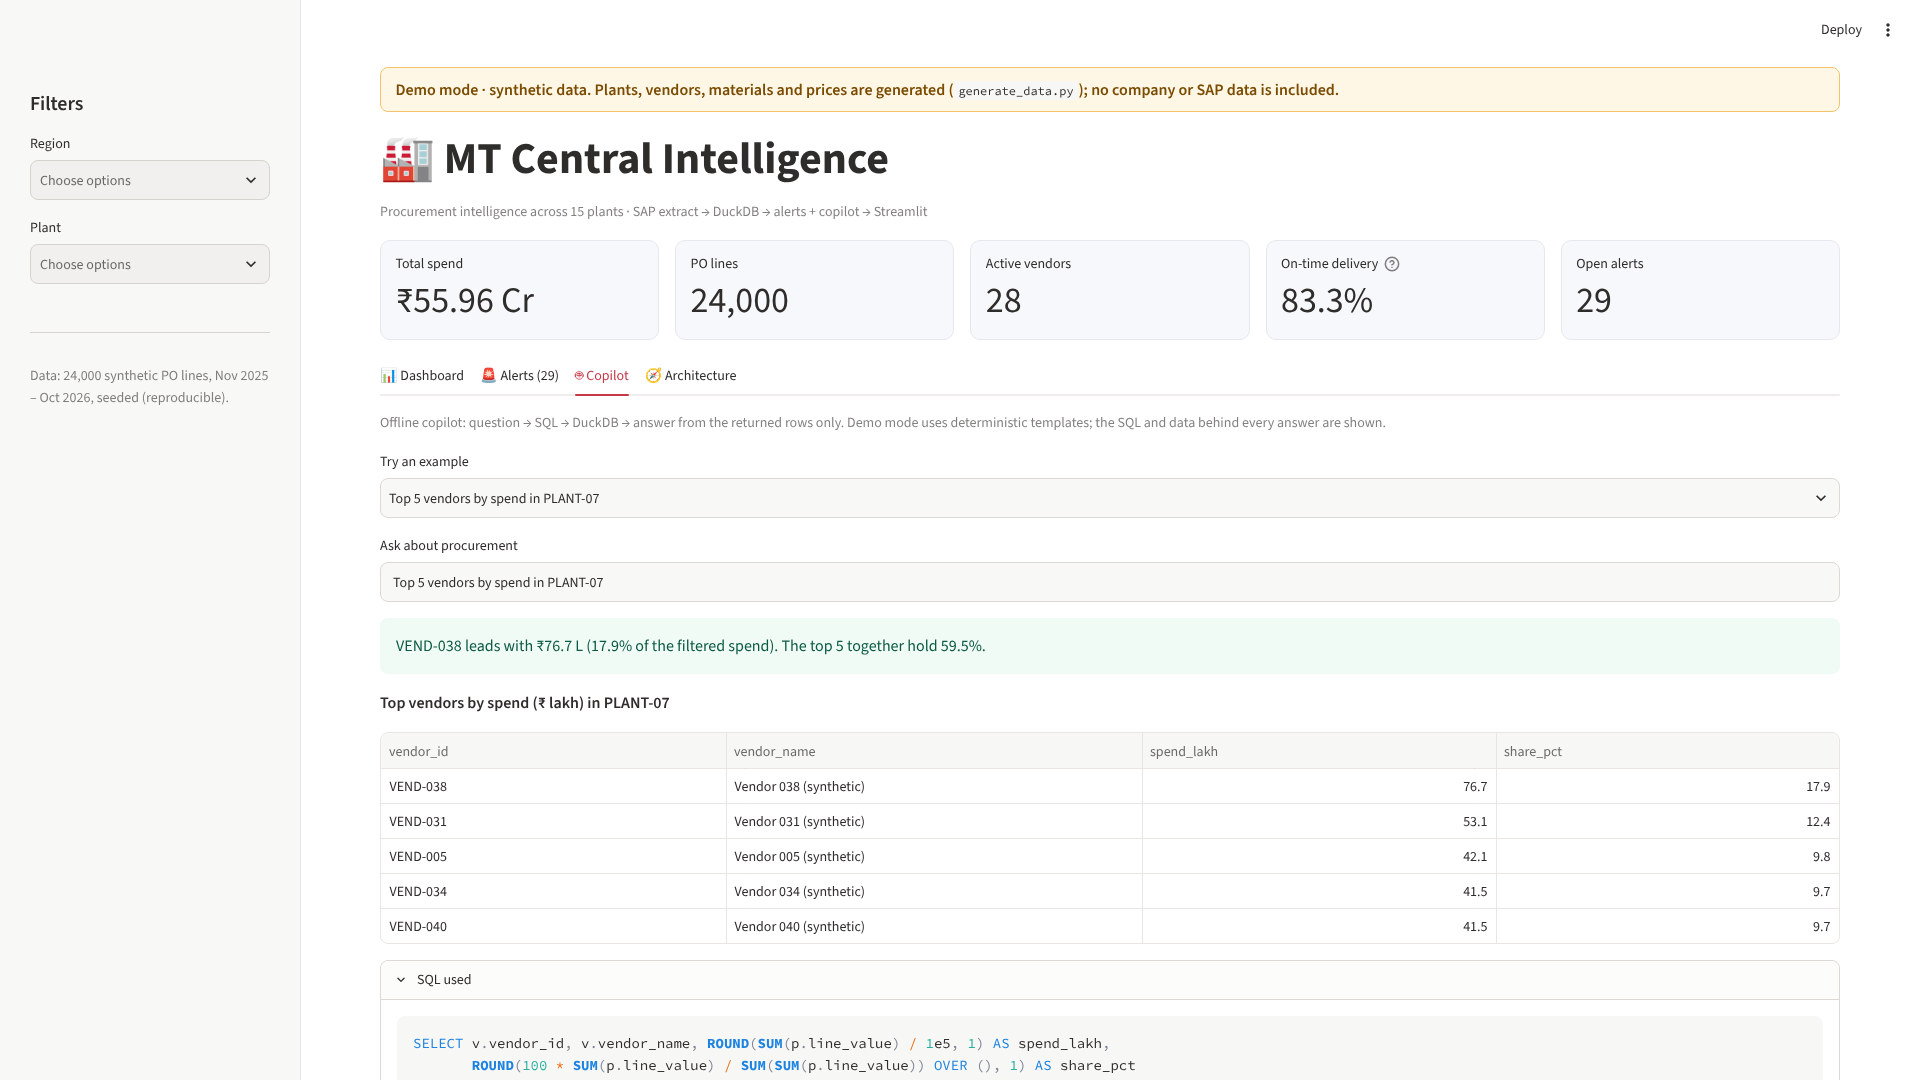 Deploy
Demo mode · synthetic data. Plants, vendors, materials and prices are generated ( generate_data.py ); no company or SAP data is included.
Filters
Region
Choose options
Plant
Choose options
Data: 24,000 synthetic PO lines, Nov 2025
– Oct 2026, seeded (reproducible).
MT Central Intelligence
Procurement intelligence across 15 plants · SAP extract → DuckDB → alerts + copilot → Streamlit
Total spend
₹55.96 Cr
PO lines
24,000
Active vendors
28
On-time delivery
83.3%
Open alerts
29
Dashboard Alerts (29) Copilot Architecture
Offline copilot: question → SQL → DuckDB → answer from the returned rows only. Demo mode uses deterministic templates; the SQL and data behind every answer are shown.
Try an example
Top 5 vendors by spend in PLANT-07
Ask about procurement
Top 5 vendors by spend in PLANT-07
VEND-038 leads with ₹76.7 L (17.9% of the filtered spend). The top 5 together hold 59.5%.
Top vendors by spend (₹ lakh) in PLANT-07
vendor_id vendor_name spend_lakh share_pct
VEND-038 Vendor 038 (synthetic) 76.7 17.9
VEND-031 Vendor 031 (synthetic) 53.1 12.4
VEND-005 Vendor 005 (synthetic) 42.1 9.8
VEND-034 Vendor 034 (synthetic) 41.5 9.7
VEND-040 Vendor 040 (synthetic) 41.5 9.7
SQL used
SELECT v.vendor_id, v.vendor_name, ROUND(SUM(p.line_value) / 1e5, 1) AS spend_lakh,
ROUND(100 * SUM(p.line_value) / SUM(SUM(p.line_value)) OVER (), 1) AS share_pct